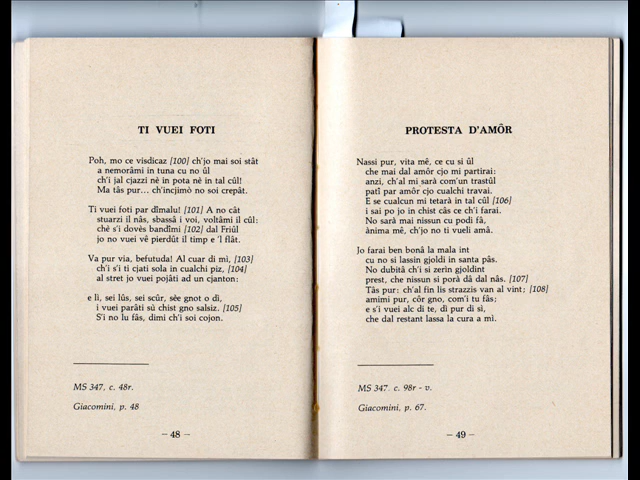 TI VUEI FOTI
Poh, mo ce visdicaz [100] ch'jo mai soi stât
a nemorâmi in tuna cu no ûl
ch'i jal cjazzi nè in pota nè in tal cûl!
Ma tâs pur... ch'incjimò no soi crepât.
Ti vuei foti par dîmalu! [101] A no cât
stuarzi il nâs, sbassâ i voi, voltâmi il cûl:
chè s'i dovès bandîmi [102] dal Friûl
jo no vuei vê pierdût il timp e 'l flât.
Va pur via, befutuda! Al cuar di mì, [103]
ch'i s'i ti cjati sola in cualchi piz, [104]
al stret jo vuei pojâti ad un cjanton:
e lì, sei lûs, sei scûr, sêe gnot o dì,
i vuei parâti sù chist gno salsiz. [105]
S'i no lu fâs, dimi ch'i soi cojon.
MS 347, c. 48r.
Giacomini, p. 48
— 48 —
PROTESTA D'AMÔR
Nassi pur, vita mê, ce cu si ûl
che mai dal amôr cjo mi partirai:
anzi, ch'al mi sarà com'un trastûl
patî par amôr cjo cualchi travai.
E se cualcun mi tetarà in tal cûl [106]
i sai po jo in chist câs ce ch'i farai.
No sarà mai nissun cu podi fâ,
ànima mê, ch'jo no ti vueli amâ.
Jo farai ben bonâ la mala int
cu no si lassin gjoldi in santa pâs.
No dubitâ ch'i si zerin gjoldint
prest, che nissun si porà dâ dal nâs. [107]
Tâs pur: ch'al fin lis strazzis van al vint; [108]
amimi pur, côr gno, com'i tu fâs;
e s'i vuei alc di te, dì pur di sì,
che dal restant lassa la cura a mì.
MS 347. c. 98r - v.
Giacomini, p. 67.
— 49 —